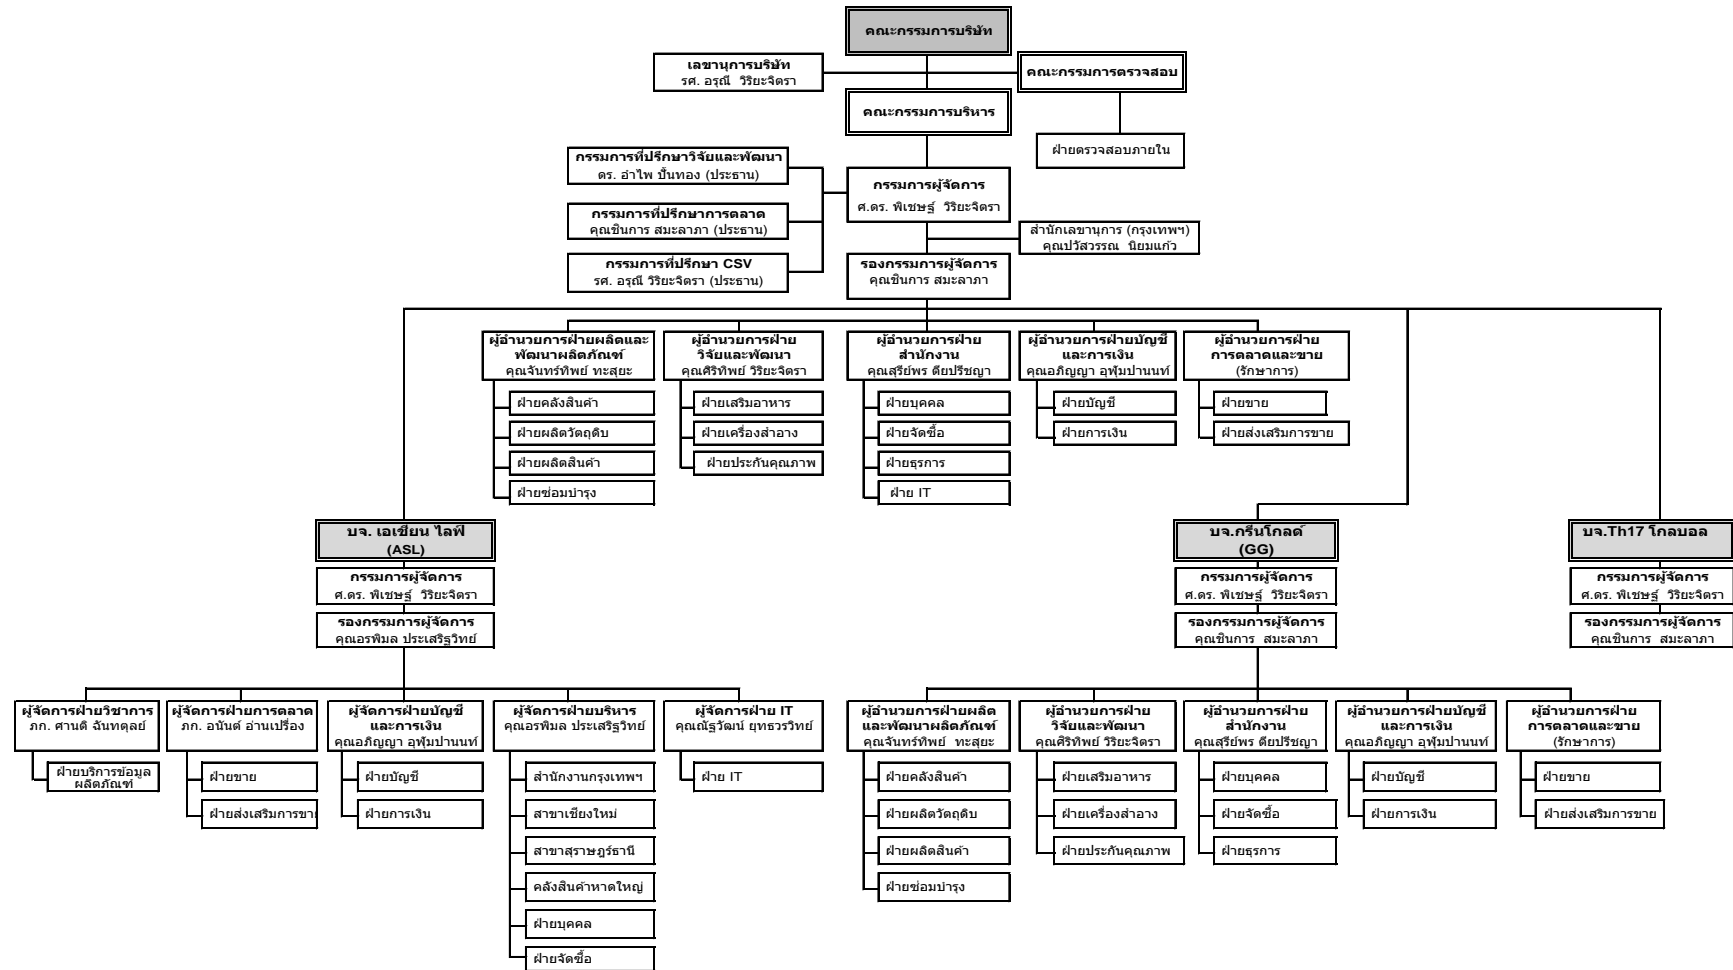 คณะกรรมการบริษัท
เลขานุการบริษัท
รศ. อรุณี วิริยะจิตรา
คณะกรรมการตรวจสอบ
คณะกรรมการบริหาร
ฝ่ายตรวจสอบภายใน
กรรมการที่ปรึกษาวิจัยและพัฒนา
ดร. อำไพ ปั้นทอง (ประธาน)
กรรมการผู้จัดการ
ศ.ดร. พิเชษฐ์ วิริยะจิตรา
กรรมการที่ปรึกษาการตลาด
คุณชินการ สมะลาภา (ประธาน)
สำนักเลขานุการ (กรุงเทพฯ)
คุณปวัสวรรณ นิยมแก้ว
กรรมการที่ปรึกษา CSV
รศ. อรุณี วิริยะจิตรา (ประธาน)
รองกรรมการผู้จัดการ
คุณชินการ สมะลาภา
ผู้อำนวยการฝ่ายผลิตและ
พัฒนาผลิตภัณฑ์
คุณจันทร์ทิพย์ ทะสุยะ
ฝ่ายคลังสินค้า
ฝ่ายผลิตวัตถุดิบ
ฝ่ายผลิตสินค้า
ฝ่ายซ่อมบำรุง
ผู้อำนวยการฝ่าย
วิจัยและพัฒนา
คุณศิริทิพย์ วิริยะจิตรา
ฝ่ายเสริมอาหาร
ฝ่ายเครื่องสำอาง
ฝ่ายประกันคุณภาพ
ผู้อำนวยการฝ่าย
สำนักงาน
คุณสุรีย์พร ตียปรีชญา
ฝ่ายบุคคล
ฝ่ายจัดซื้อ
ฝ่ายธุรการ
ฝ่าย IT
ผู้อำนวยการฝ่ายบัญชี
และการเงิน
คุณอภิญญา อุฬุมปานนท์
ฝ่ายบัญชี
ฝ่ายการเงิน
ผู้อำนวยการฝ่าย
การตลาดและขาย
(รักษาการ)
ฝ่ายขาย
ฝ่ายส่งเสริมการขาย
บจ. เอเชียน ไลฟ์
(ASL)
กรรมการผู้จัดการ
ศ.ดร. พิเชษฐ์ วิริยะจิตรา
รองกรรมการผู้จัดการ
คุณอรพิมล ประเสริฐวิทย์
ผู้จัดการฝ่ายวิชาการ
ภก. ศานติ ฉันทตุลย์
ฝ่ายบริการข้อมูล
ผลิตภัณฑ์
ผู้จัดการฝ่ายการตลาด
ภก. อนันต์ อ่านเปรื่อง
ฝ่ายขาย
ฝ่ายส่งเสริมการขา
ผู้จัดการฝ่ายบัญชี
และการเงิน
คุณอภิญญา อุฬุมปานนท์
ฝ่ายบัญชี
ฝ่ายการเงิน
ผู้จัดการฝ่ายบริหาร
คุณอรพิมล ประเสริฐวิทย์
สำนักงานกรุงเทพฯ
สาขาเชียงใหม่
สาขาสุราษฎร์ธานี
คลังสินค้าหาดใหญ่
ฝ่ายบุคคล
ฝ่ายจัดซื้อ
ผู้จัดการฝ่าย IT
คุณณัฐวัฒน์ ยุทธวรวิทย์
ฝ่าย IT
บจ.กรีนโกลด์
(GG)
กรรมการผู้จัดการ
ศ.ดร. พิเชษฐ์ วิริยะจิตรา
รองกรรมการผู้จัดการ
คุณชินการ สมะลาภา
ผู้อำนวยการฝ่ายผลิต
และพัฒนาผลิตภัณฑ์
คุณจันทร์ทิพย์ ทะสุยะ
ฝ่ายคลังสินค้า
ฝ่ายผลิตวัตถุดิบ
ฝ่ายผลิตสินค้า
ฝ่ายซ่อมบำรุง
ผู้อำนวยการฝ่าย
วิจัยและพัฒนา
คุณศิริทิพย์ วิริยะจิตรา
ฝ่ายเสริมอาหาร
ฝ่ายเครื่องสำอาง
ฝ่ายประกันคุณภาพ
ผู้อำนวยการฝ่าย
สำนักงาน
คุณสุรีย์พร ตียปรีชญา
ฝ่ายบุคคล
ฝ่ายจัดซื้อ
ฝ่ายธุรการ
ผู้อำนวยการฝ่ายบัญชี
และการเงิน
คุณอภิญญา อุฬุมปานนท์
ฝ่ายบัญชี
ฝ่ายการเงิน
ผู้อำนวยการฝ่าย
การตลาดและขาย
(รักษาการ)
ฝ่ายขาย
ฝ่ายส่งเสริมการขาย
บจ.Th17 โกลบอล
กรรมการผู้จัดการ
ศ.ดร. พิเชษฐ์ วิริยะจิตรา
รองกรรมการผู้จัดการ
คุณชินการ สมะลาภา